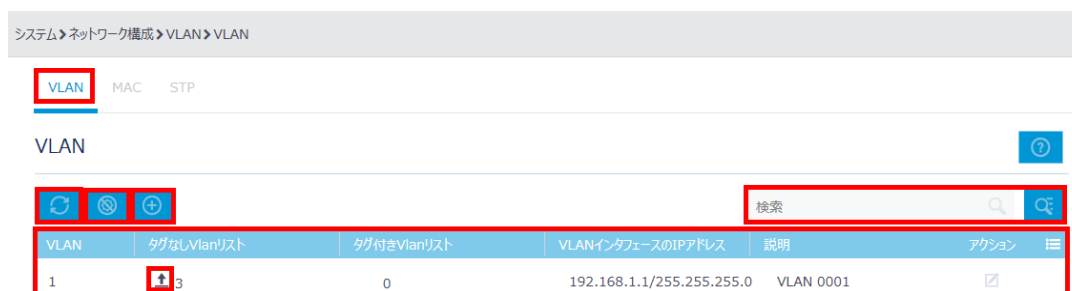 システム>ネットワーク構成>VLAN>VLAN
VLAN MAC STP
VLAN
検索
VLAN タグなしVlanリスト タグ付きVlanリスト VLANインタフェースのIPアドレス 説明 アクション
1 3 0 192.168.1.1/255.255.255.0 VLAN 0001